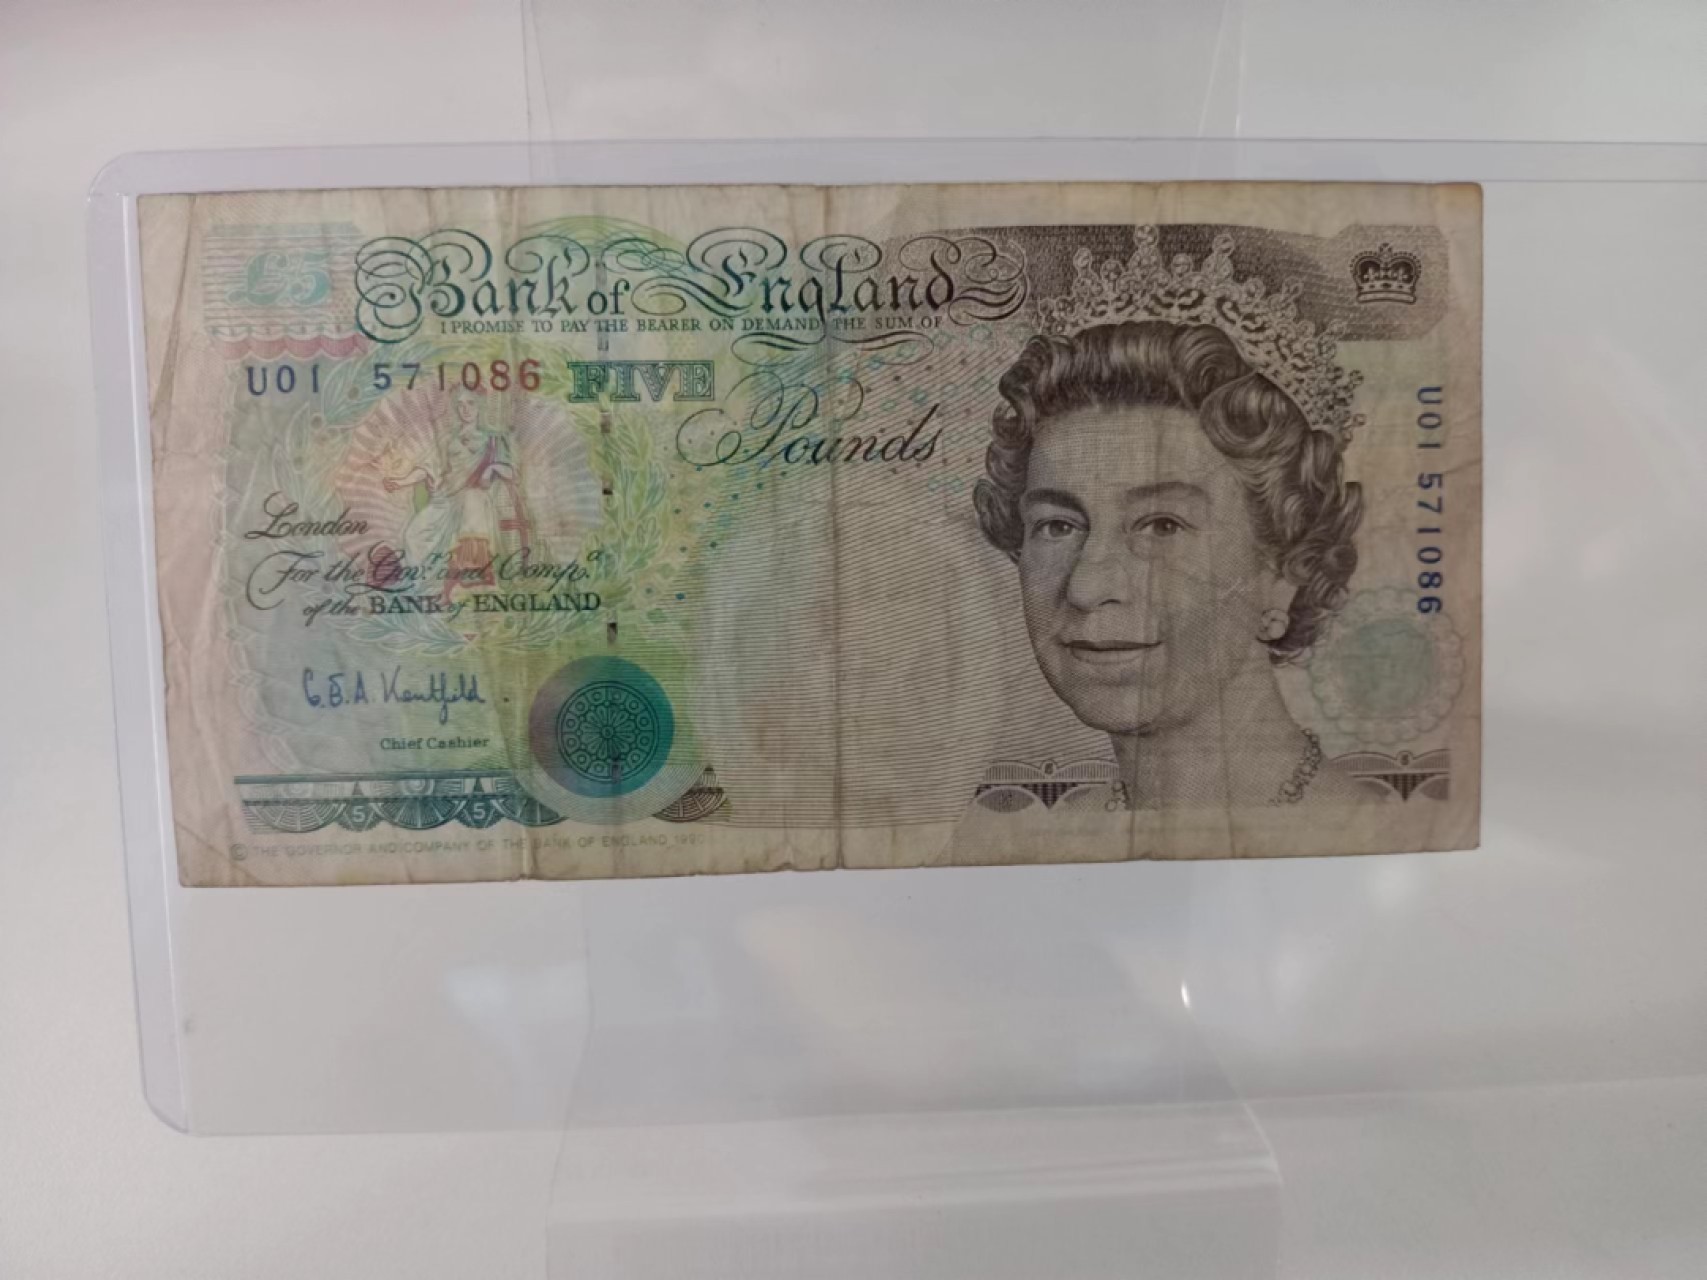 £5
Bank of England
I PROMISE TO PAY THE BEARER ON DEMAND THE SUM OF
U01 571086 FIVE
Pounds
U01 571086
London
For the Govr. and Compa.
of the BANK of ENGLAND
G.E.A. Kentfield
Chief Cashier
5 5
© THE GOVERNOR AND COMPANY OF THE BANK OF ENGLAND 1990